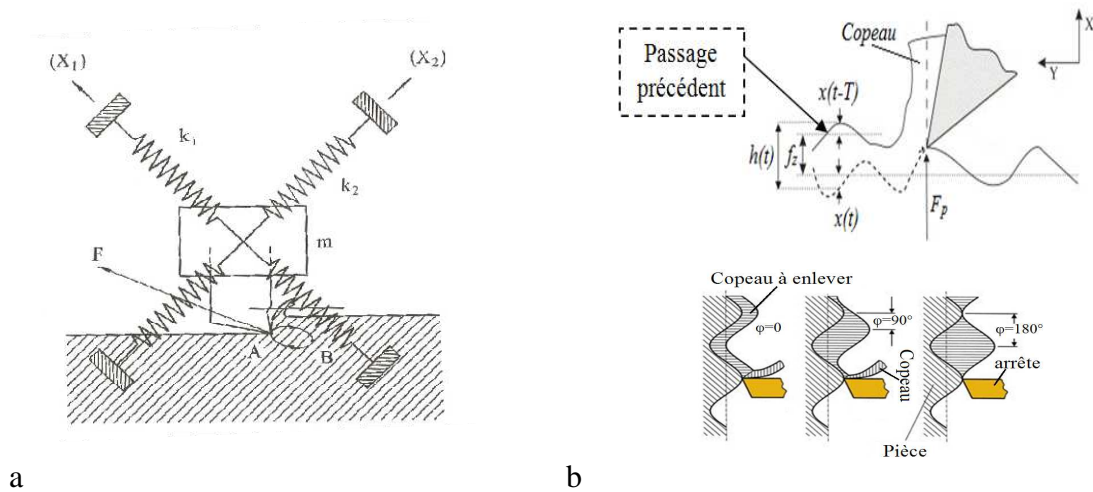 (X₁)
(X₂)
k₁
k₂
m
F
A
B
a
Passage
précédent
Copeau
X
Y
x(t-T)
h(t)
fz
x(t)
Fp
Copeau à enlever
φ=0
φ=90°
φ=180°
Copeau
arrête
Pièce
b